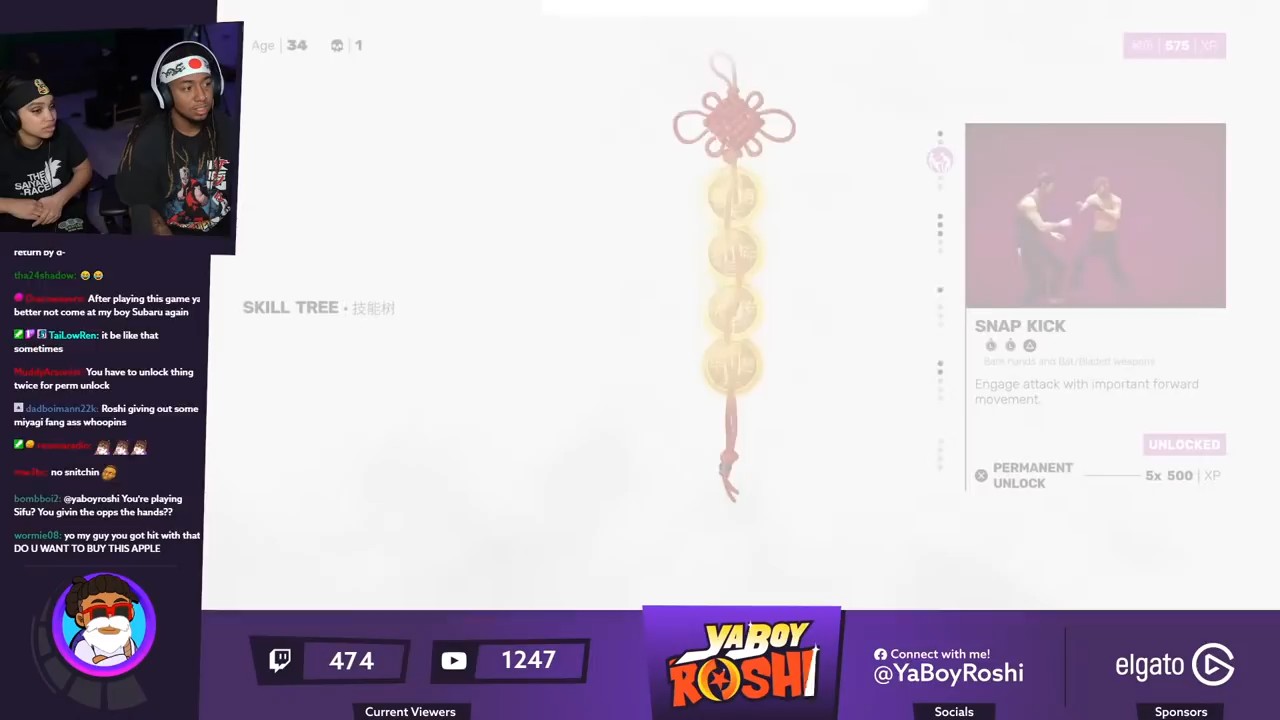 Age | 34 1
575 | XP
THE
SAIYAN
RACE
return by a-
tha24shadow:
After playing this game ya
better not come at my boy Subaru again
TaiLowRen: it be like that
sometimes
You have to unlock thing
twice for perm unlock
dadboimann22k: Roshi giving out some
miyagi fang ass whoopins
no snitchin
bombboi2: @yaboyroshi You're playing
Sifu? You givin the opps the hands??
wormie08: yo my guy you got hit with that
DO U WANT TO BUY THIS APPLE
SKILL TREE • 技能树
SNAP KICK
Bare hands and Bat/Bladed weapons
Engage attack with important forward
movement.
UNLOCKED
PERMANENT
UNLOCK 5x 500 | XP
474
1247
Current Viewers
YABOY
ROSHI
Connect with me!
@YaBoyRoshi
Socials
elgato
Sponsors